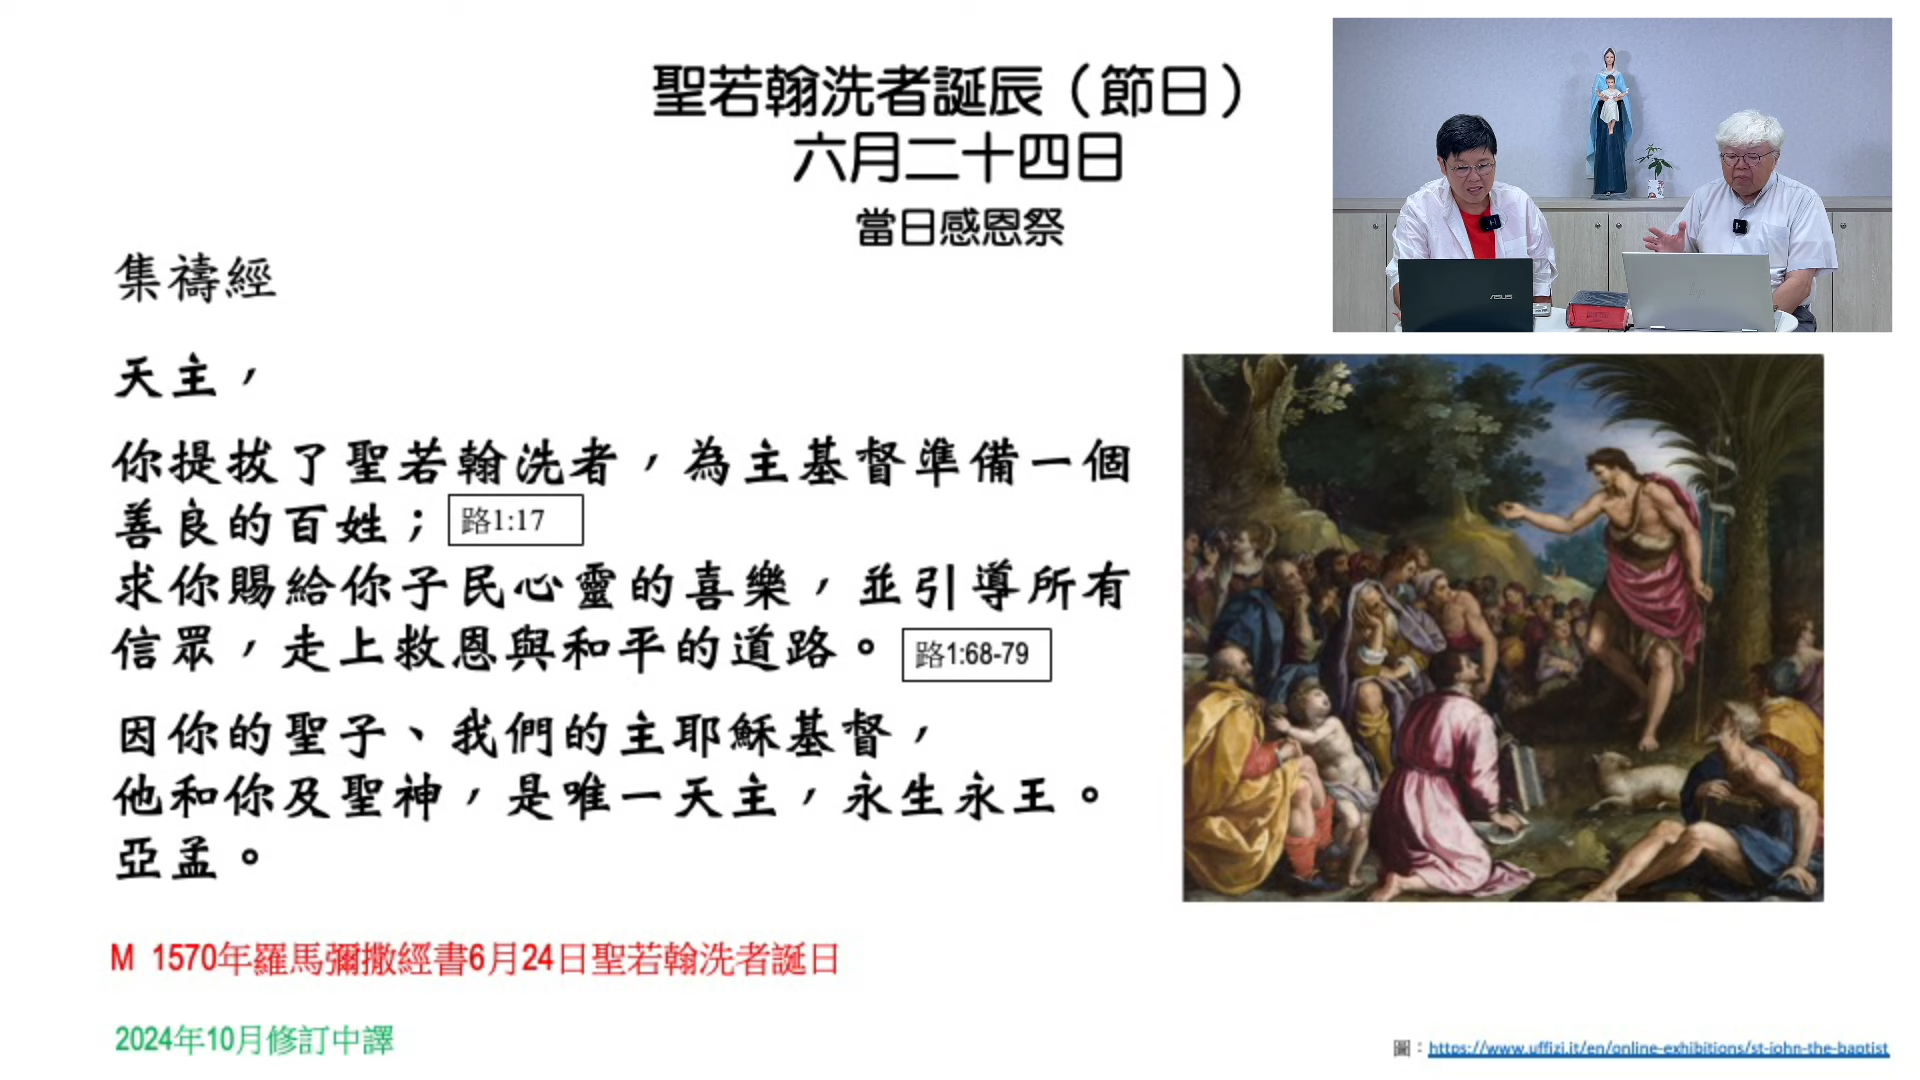 聖若翰洗者誕辰（節日）
六月二十四日
當日感恩祭
集禱經
天主，
你提拔了聖若翰洗者，為主基督準備一個
善良的百姓； 路1:17
求你賜給你子民心靈的喜樂，並引導所有
信眾，走上救恩與和平的道路。 路1:68-79
因你的聖子、我們的主耶穌基督，
他和你及聖神，是唯一天主，永生永王。
亞孟。
M 1570年羅馬彌撒經書6月24日聖若翰洗者誕日
2024年10月修訂中譯
圖：https://www.uffizi.it/en/online-exhibitions/st-john-the-baptist
ASUS
hp